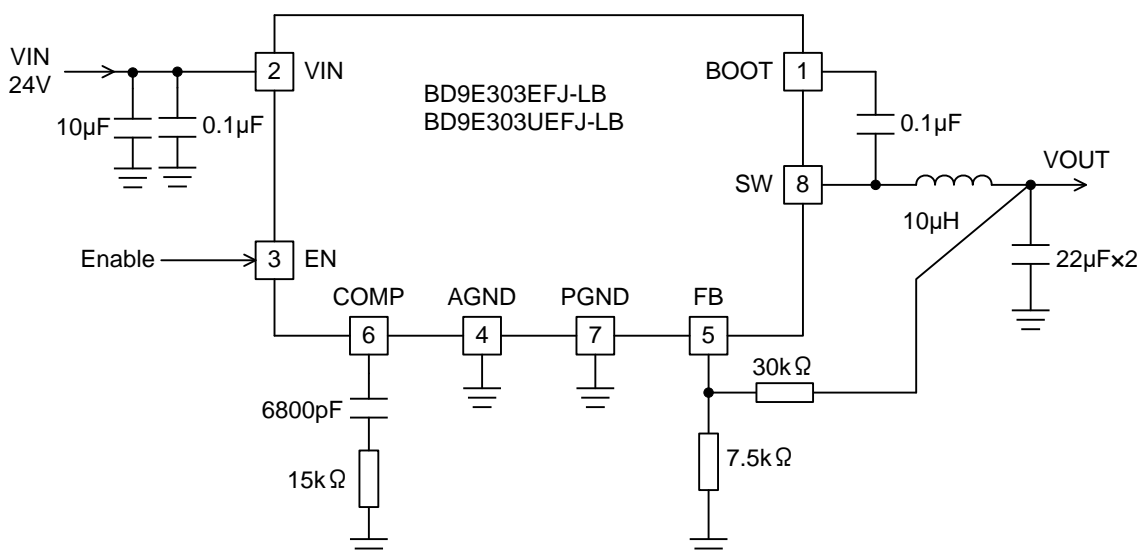 VIN
24V
2
VIN
BD9E303EFJ-LB
BD9E303UEFJ-LB
BOOT
1
10µF
0.1µF
0.1µF
VOUT
SW
8
10µH
Enable
3
EN
22µF×2
COMP
AGND
PGND
FB
6
4
7
5
30kΩ
6800pF
7.5kΩ
15kΩ